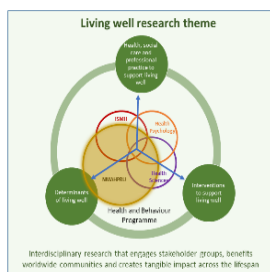 Living well research theme
Health, social
care and
professional
practice to
support living
well
Health
Psychology
Health
Sciences
Determinants
of living well
Interventions
to support
living well
Health and Behaviour
Programme
Interdisciplinary research that engages stakeholder groups, benefits
worldwide communities and creates tangible impact across the lifespan